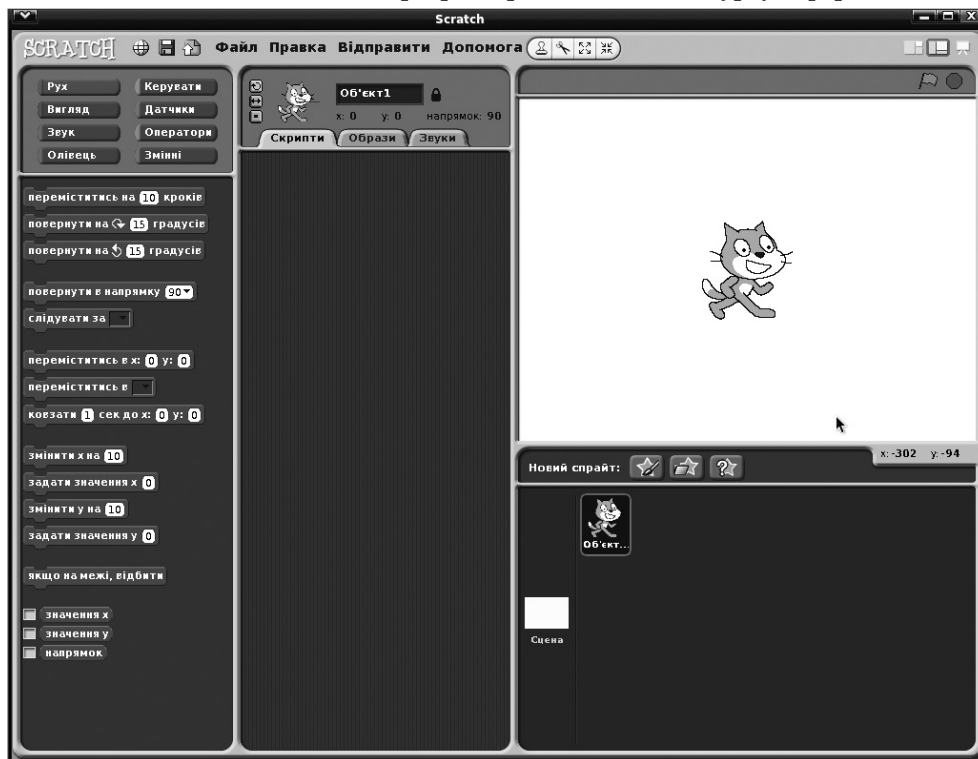 Scratch
SCRATCH Файл Правка Відправити Допомога
Рух Керувати
Вигляд Датчики
Звук Оператори
Олівець Змінні
Об'єкт1
x: 0 y: 0 напрямок: 90
Скрипти Образи Звуки
переміститись на 10 кроків
повернути на 15 градусів
повернути на 15 градусів
повернути в напрямку 90
слідувати за
переміститись в x: 0 y: 0
переміститись в
ковзати 1 сек до x: 0 y: 0
змінити x на 10
задати значення x 0
змінити y на 10
задати значення y 0
якщо на межі, відбити
значення x
значення y
напрямок
x: -302 y: -94
Новий спрайт:
Об'єкт...
Сцена